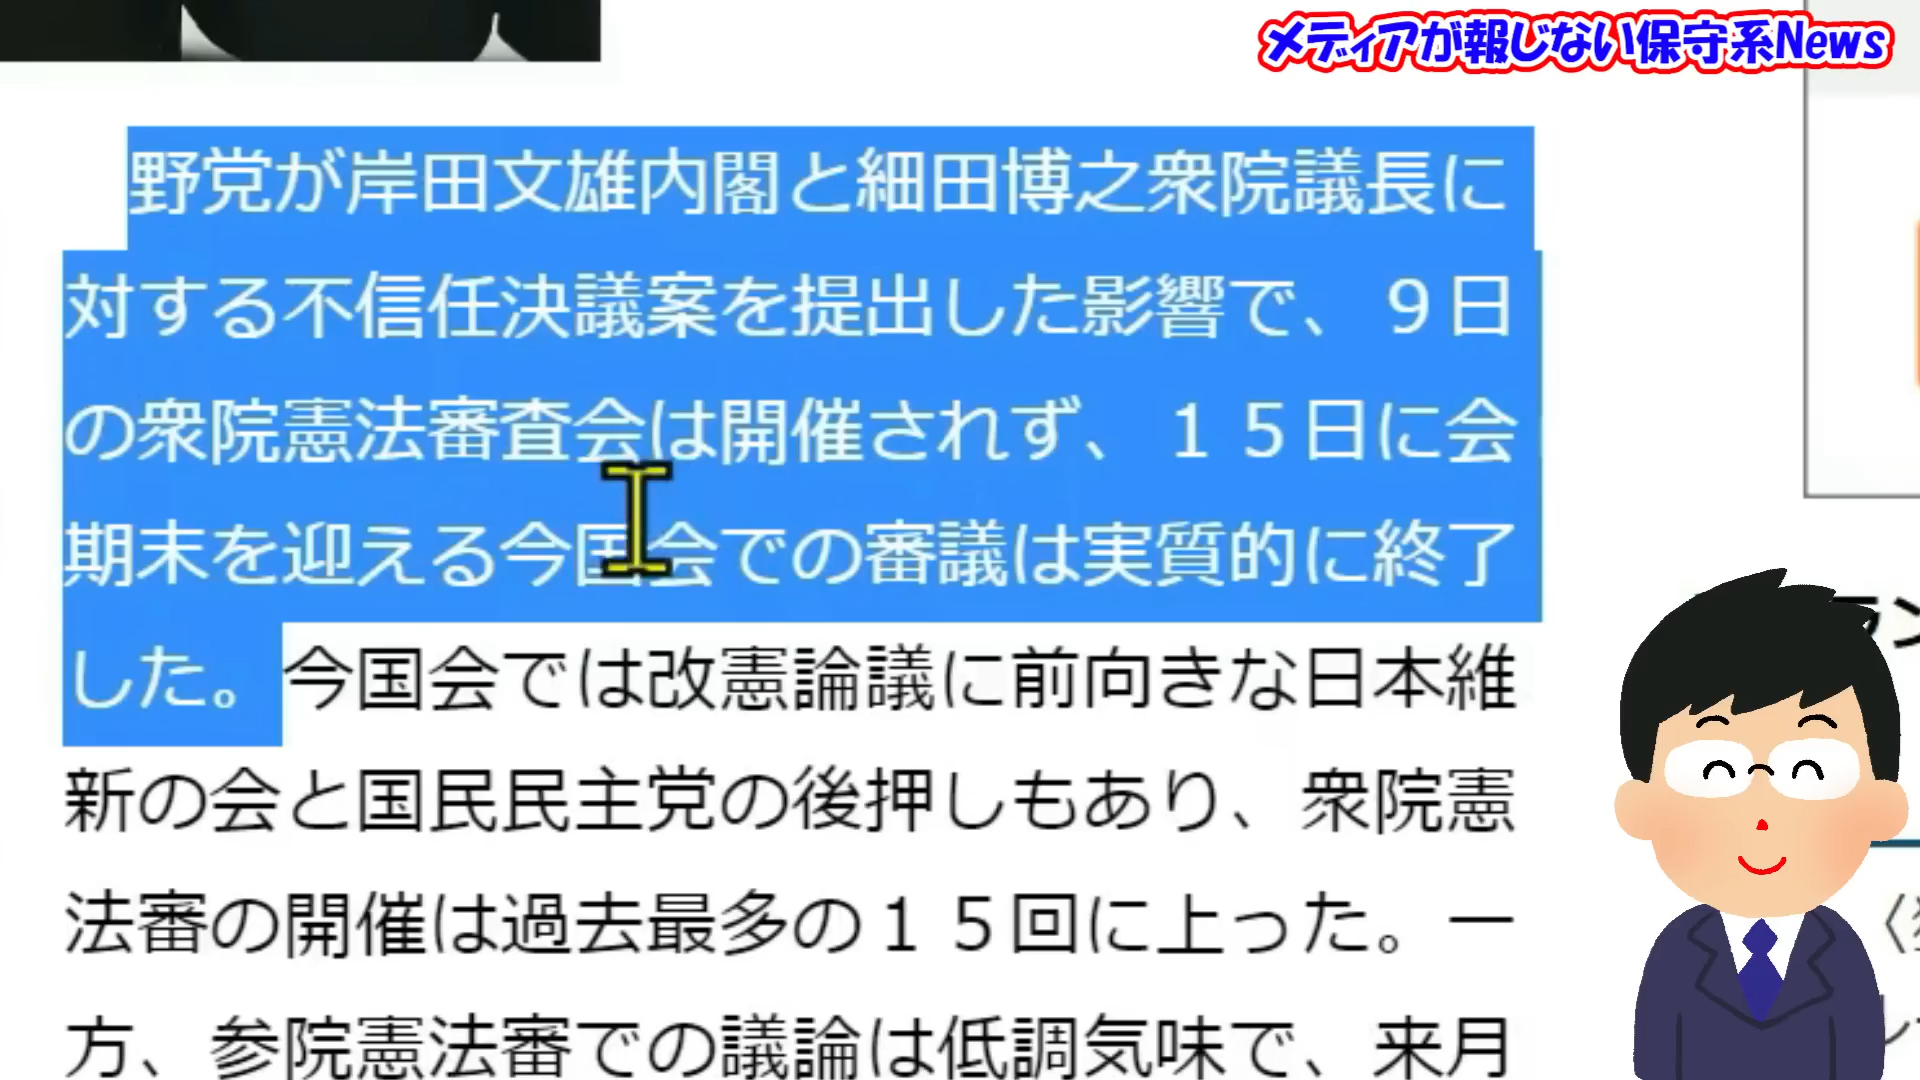 メディアが報じない保守系News
野党が岸田文雄内閣と細田博之衆院議長に
対する不信任決議案を提出した影響で、９日
の衆院憲法審査会は開催されず、１５日に会
期末を迎える今国会での審議は実質的に終了
した。今国会では改憲論議に前向きな日本維
新の会と国民民主党の後押しもあり、衆院憲
法審の開催は過去最多の１５回に上った。一
方、参院憲法審での議論は低調気味で、来月